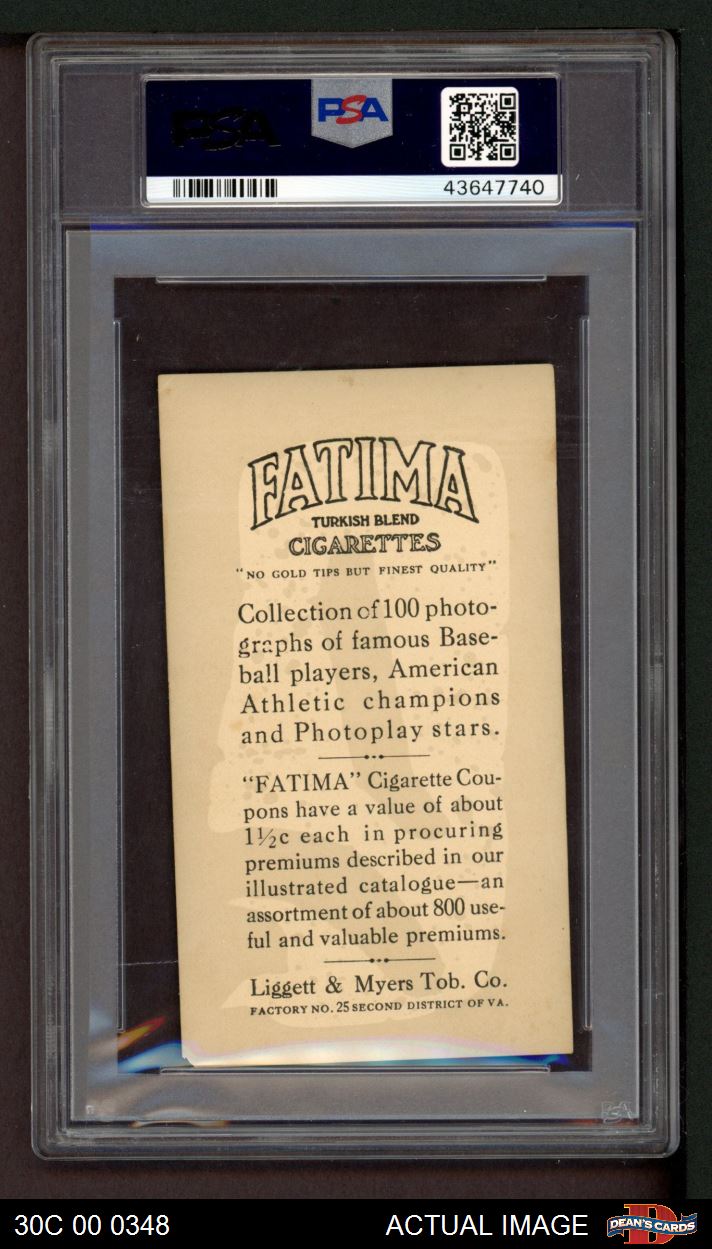 PSA
PSA
43647740
FATIMA
TURKISH BLEND
CIGARETTES
"NO GOLD TIPS BUT FINEST QUALITY"
Collection of 100 photo-
graphs of famous Base-
ball players, American
Athletic champions
and Photoplay stars.
"FATIMA" Cigarette Cou-
pons have a value of about
1½c each in procuring
premiums described in our
illustrated catalogue—an
assortment of about 800 use-
ful and valuable premiums.
Liggett & Myers Tob. Co.
FACTORY NO. 25 SECOND DISTRICT OF VA.
PSA
30C 00 0348
ACTUAL IMAGE
D
DEAN'S CARDS